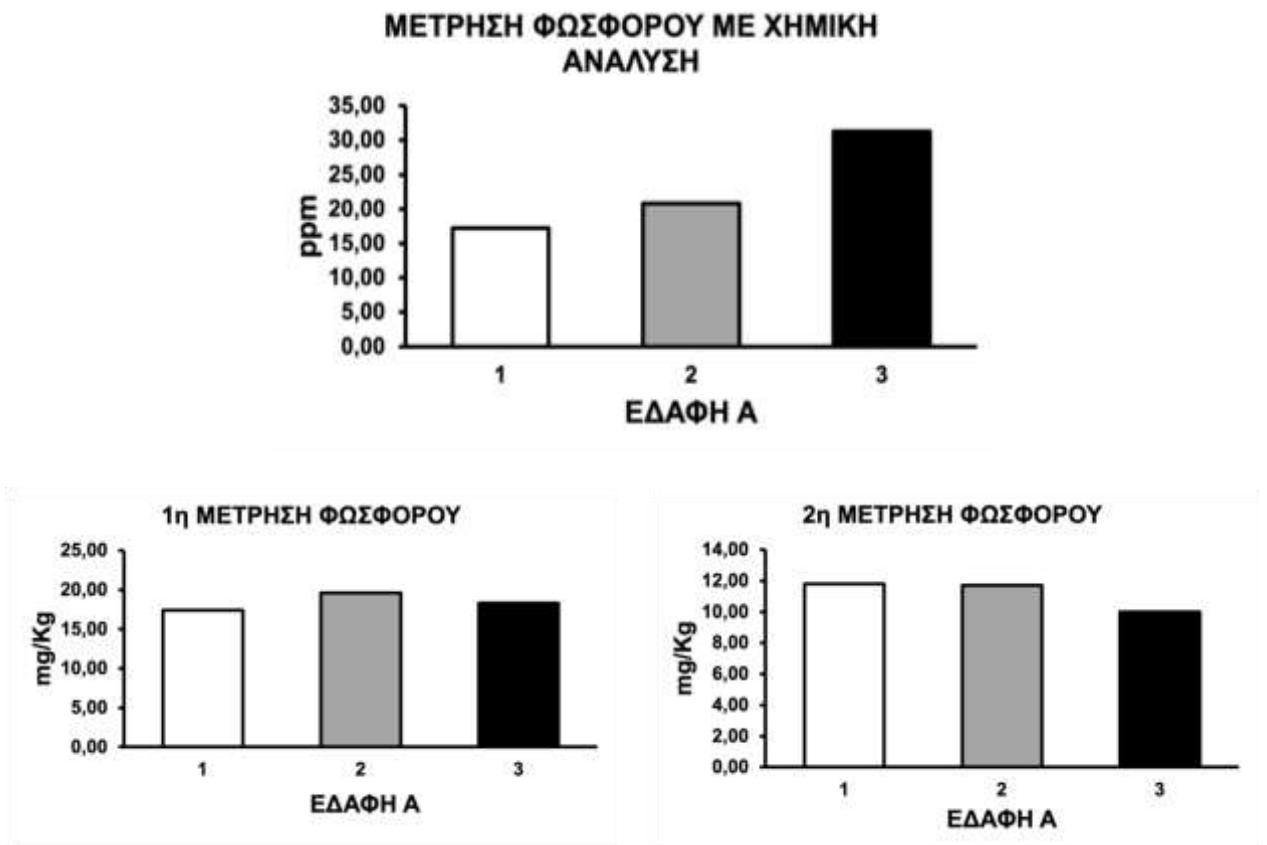 ΜΕΤΡΗΣΗ ΦΩΣΦΟΡΟΥ ΜΕ ΧΗΜΙΚΗ
ΑΝΑΛΥΣΗ
35,00
30,00
25,00
20,00
15,00
10,00
5,00
0,00
ppm
1 2 3
ΕΔΑΦΗ Α
1η ΜΕΤΡΗΣΗ ΦΩΣΦΟΡΟΥ
25,00
20,00
15,00
10,00
5,00
0,00
mg/Kg
1 2 3
ΕΔΑΦΗ Α
2η ΜΕΤΡΗΣΗ ΦΩΣΦΟΡΟΥ
14,00
12,00
10,00
8,00
6,00
4,00
2,00
0,00
mg/Kg
1 2 3
ΕΔΑΦΗ Α